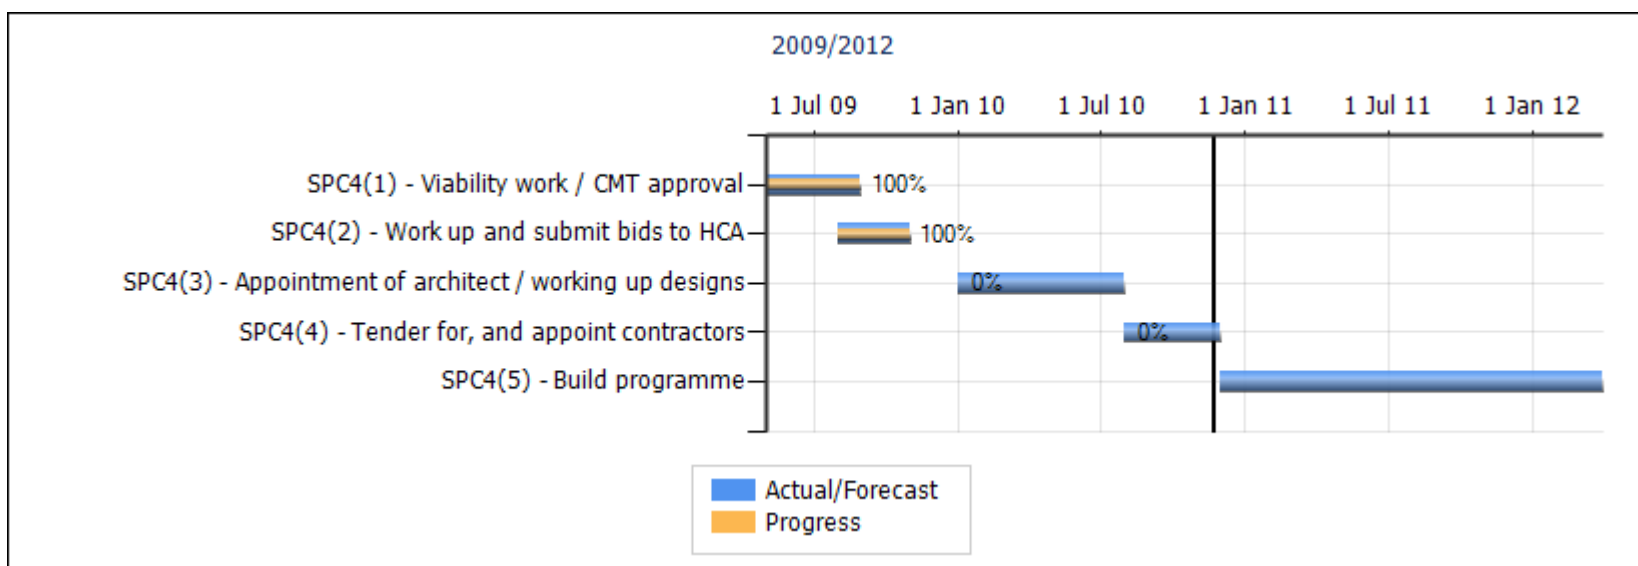 2009/2012
1 Jul 09 1 Jan 10 1 Jul 10 1 Jan 11 1 Jul 11 1 Jan 12
SPC4(1) - Viability work / CMT approval 100%
SPC4(2) - Work up and submit bids to HCA 100%
SPC4(3) - Appointment of architect / working up designs 0%
SPC4(4) - Tender for, and appoint contractors 0%
SPC4(5) - Build programme
Actual/Forecast
Progress